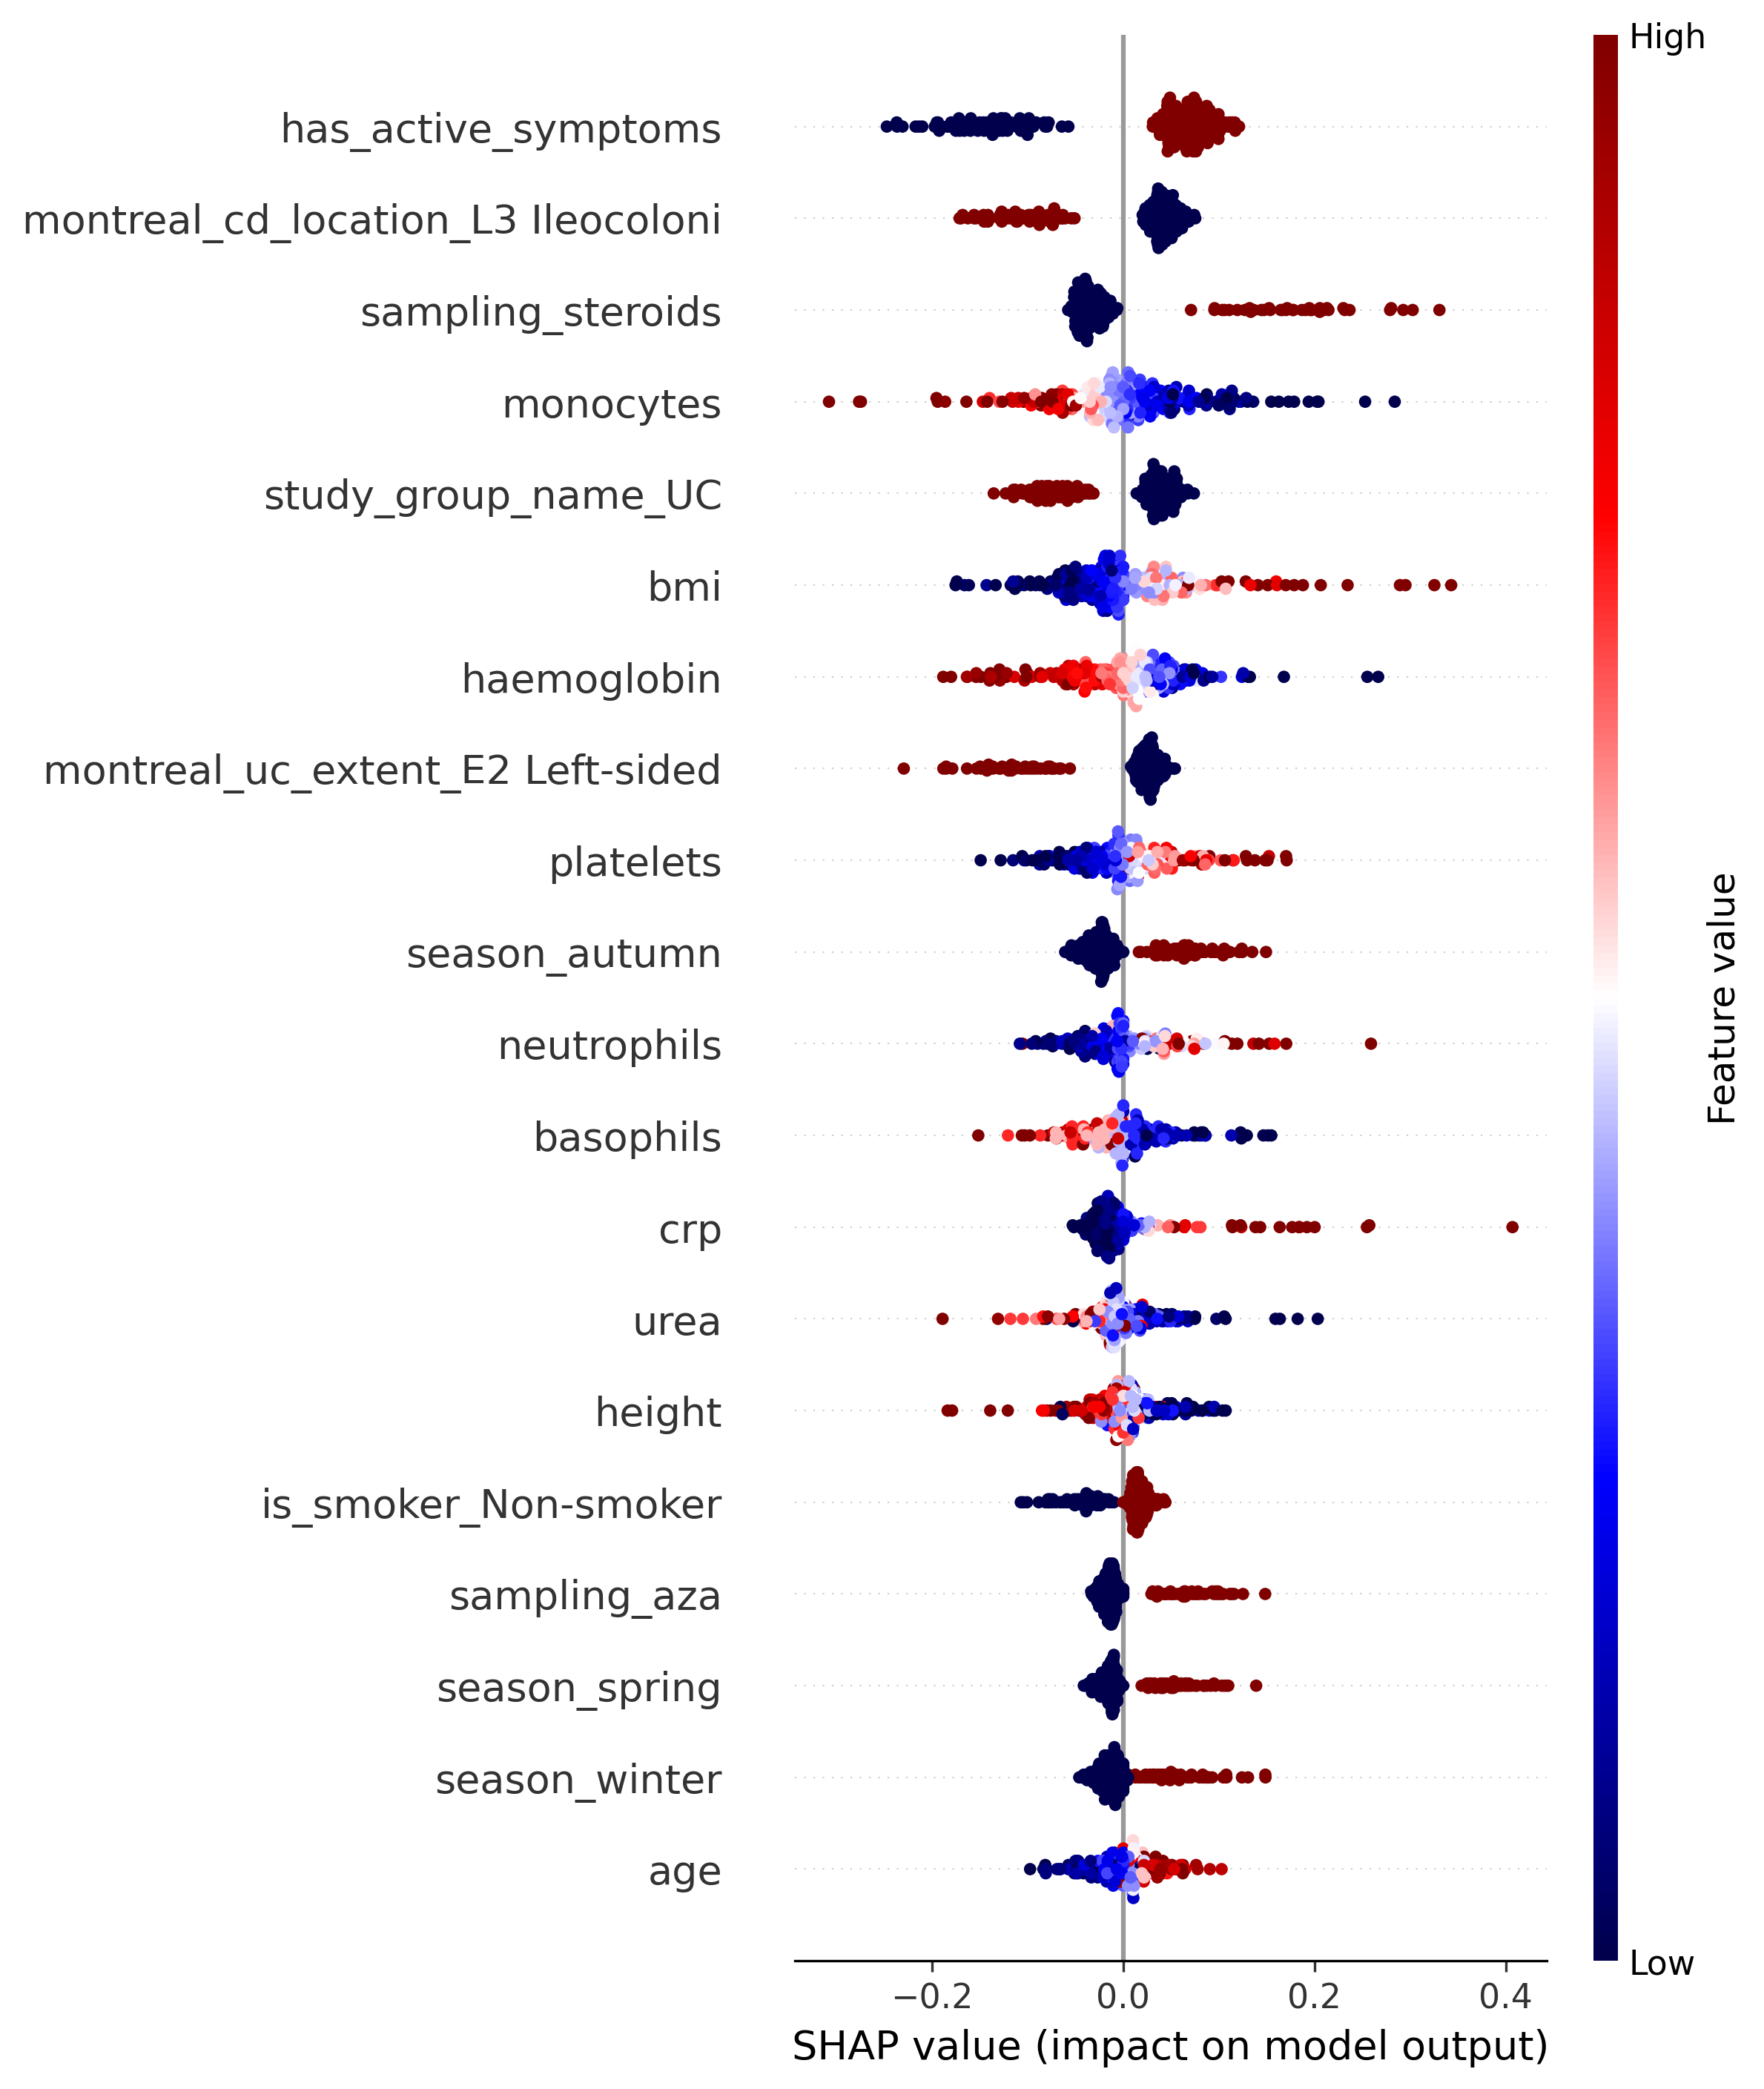 High
has_active_symptoms
montreal_cd_location_L3 Ileocoloni
sampling_steroids
monocytes
study_group_name_UC
bmi
haemoglobin
montreal_uc_extent_E2 Left-sided
platelets
season_autumn
neutrophils
basophils
crp
urea
height
is_smoker_Non-smoker
sampling_aza
season_spring
season_winter
age
Feature value
Low
−0.2 0.0 0.2 0.4
SHAP value (impact on model output)